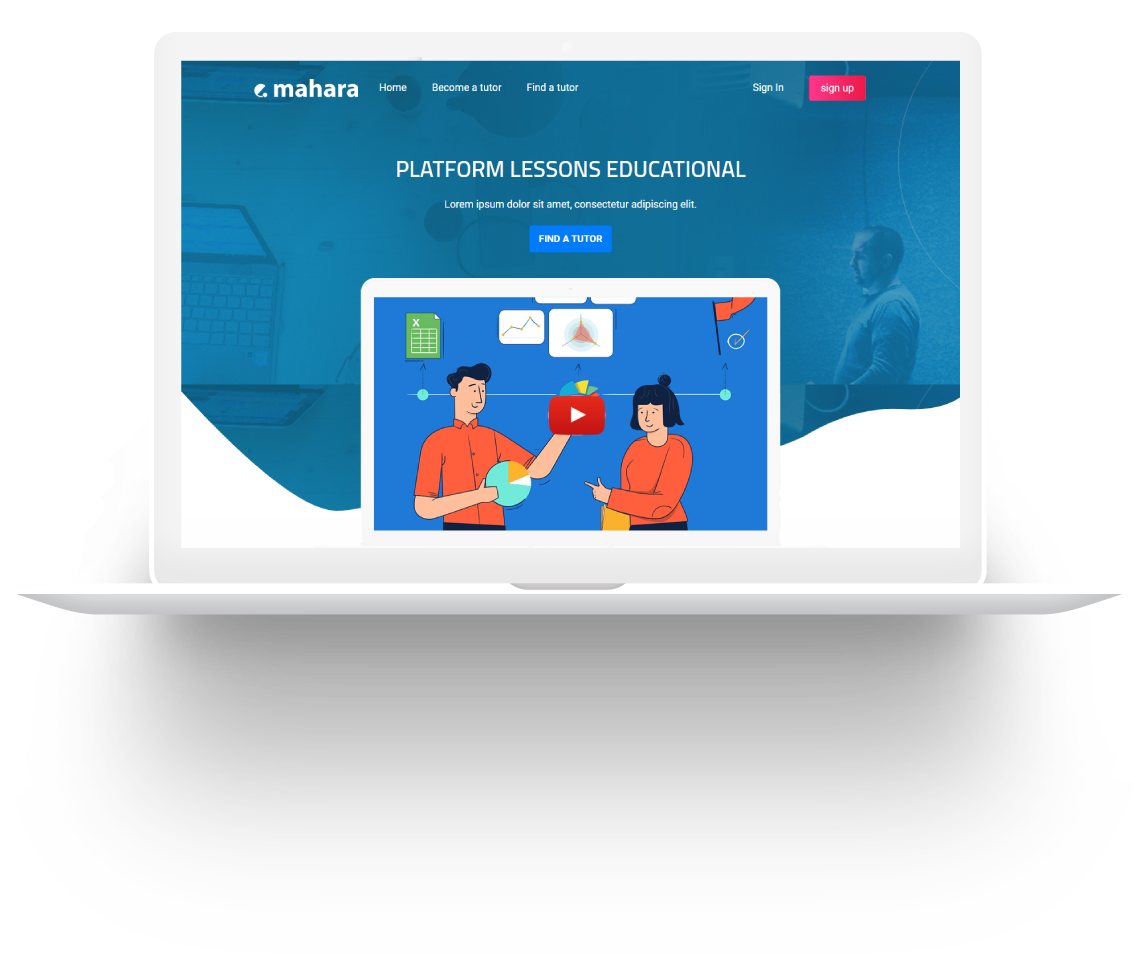 mahara Home Become a tutor Find a tutor Sign In sign up
PLATFORM LESSONS EDUCATIONAL
Lorem ipsum dolor sit amet, consectetur adipiscing elit.
FIND A TUTOR
X